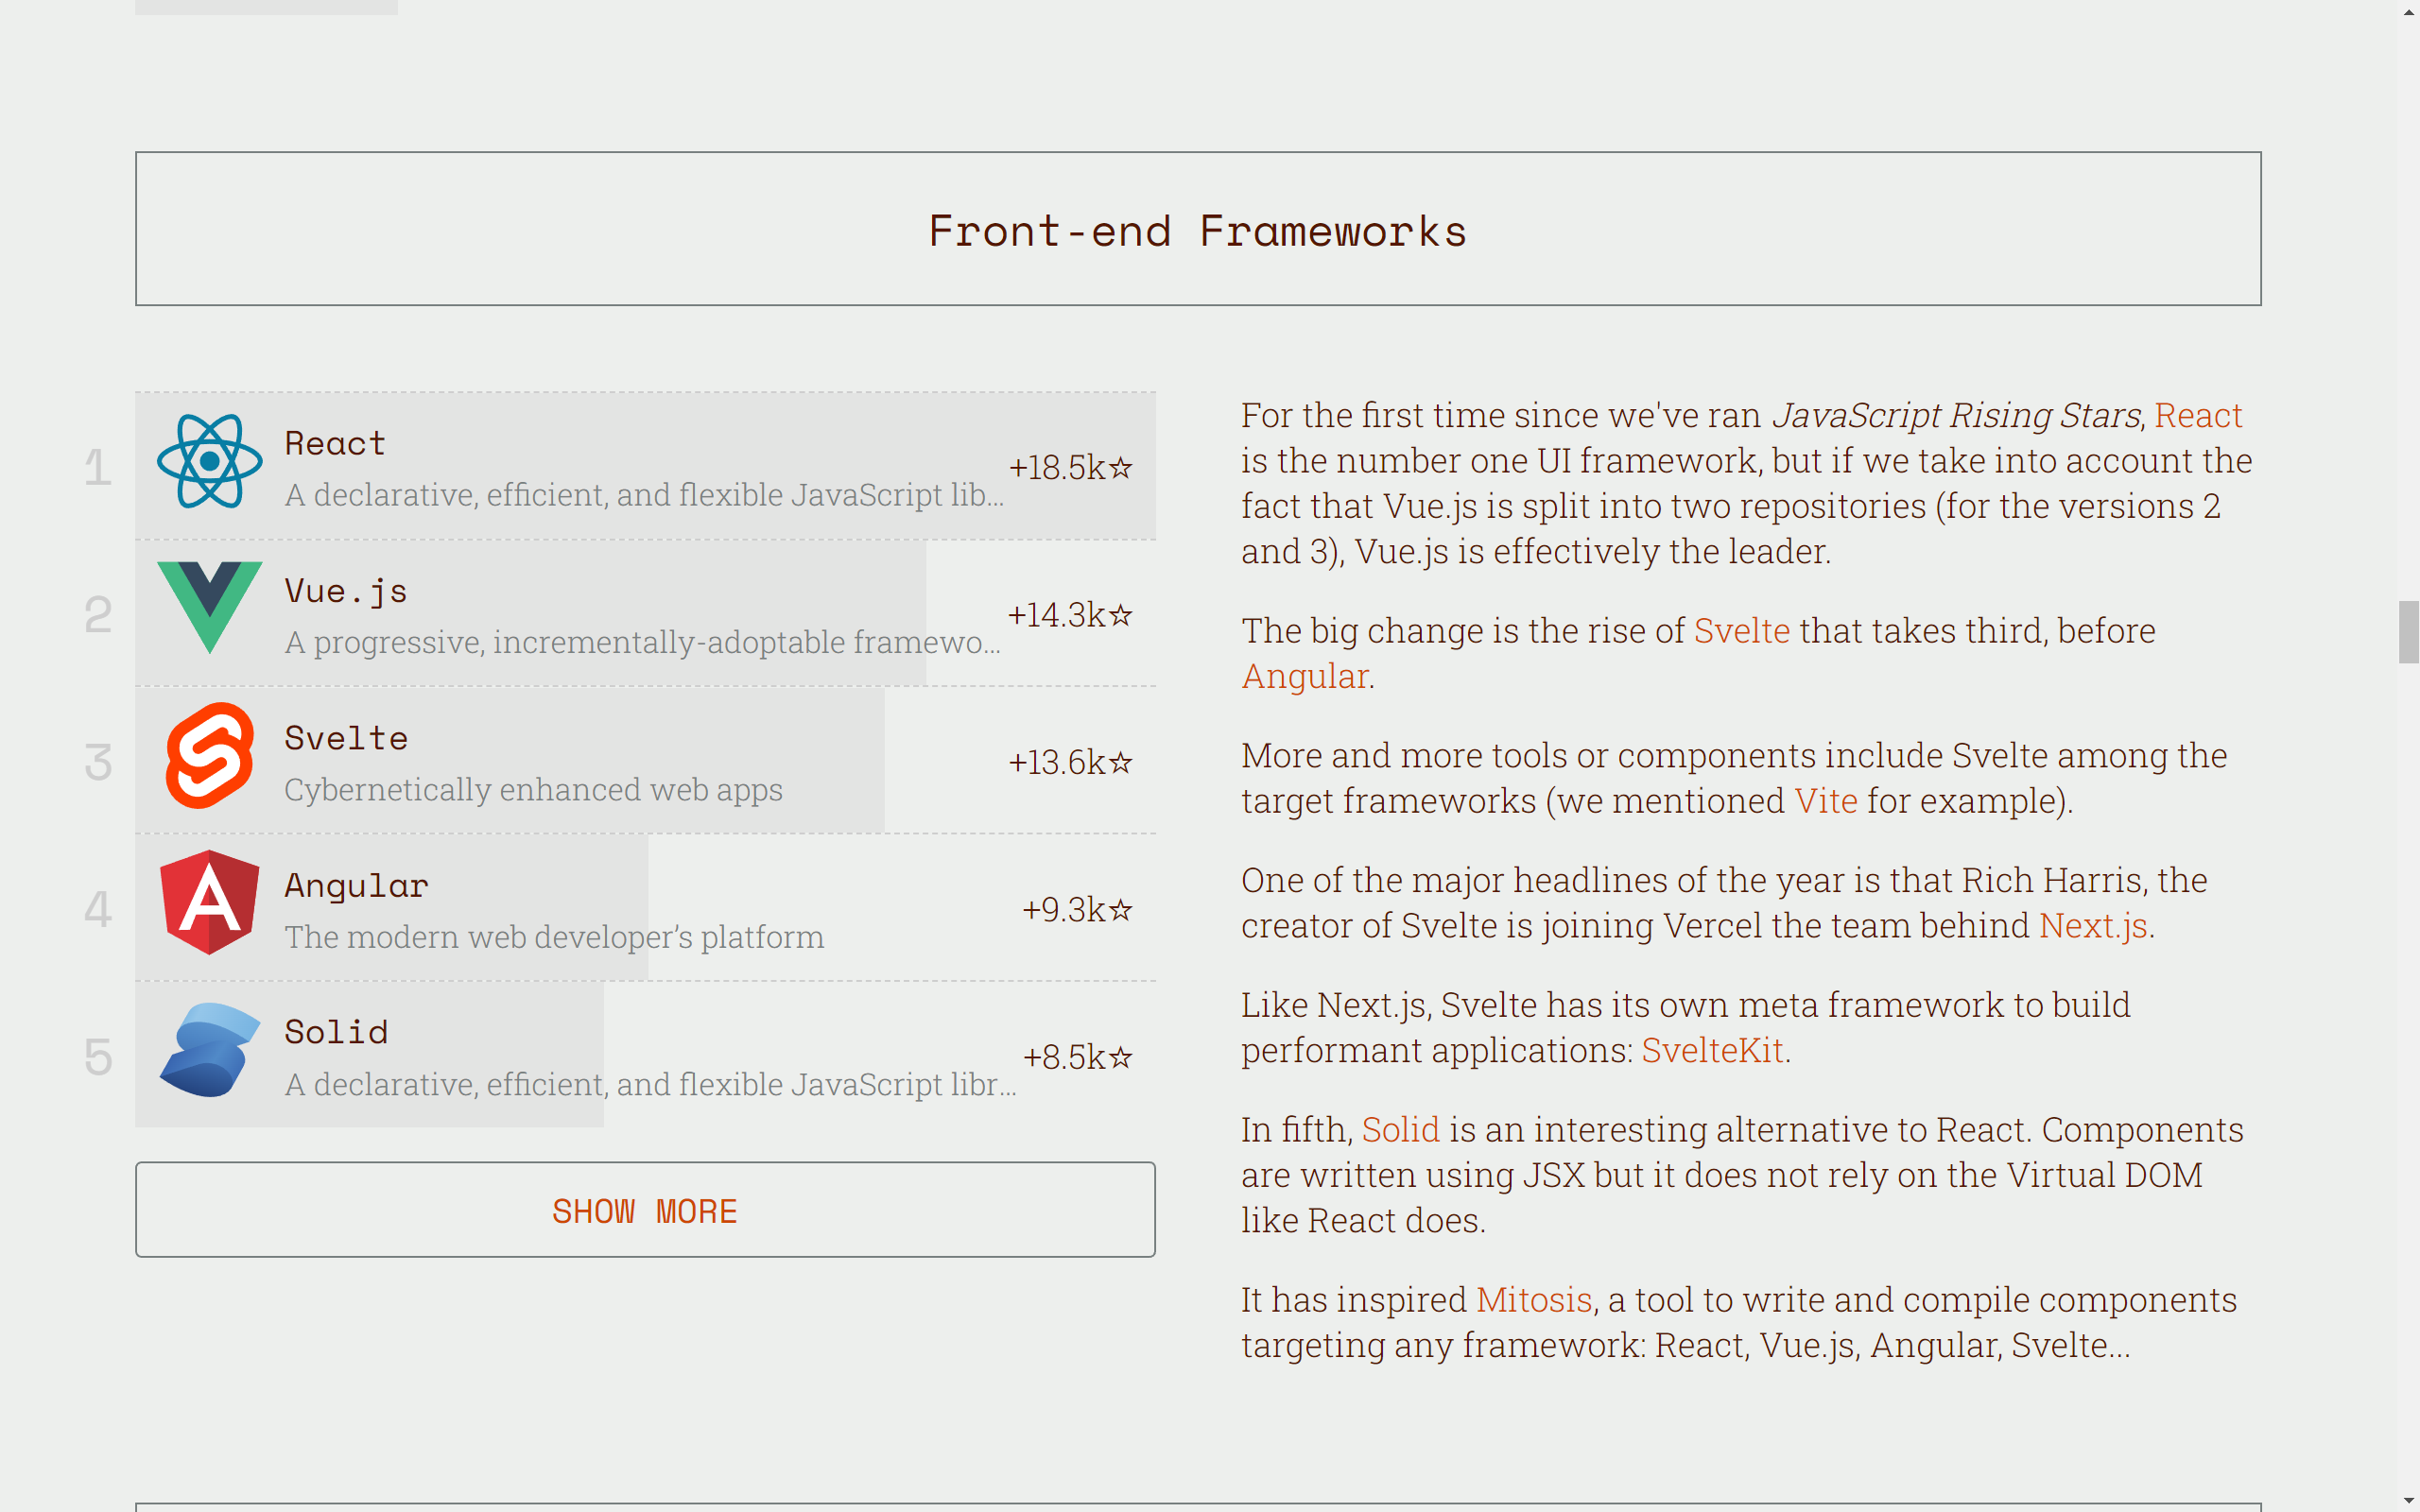 Front-end Frameworks
1
React
A declarative, efficient, and flexible JavaScript lib...
+18.5k☆
2
Vue.js
A progressive, incrementally-adoptable framewo...
+14.3k☆
3
Svelte
Cybernetically enhanced web apps
+13.6k☆
4
Angular
The modern web developer’s platform
+9.3k☆
5
Solid
A declarative, efficient, and flexible JavaScript libr...
+8.5k☆
SHOW MORE
For the first time since we've ran JavaScript Rising Stars, React
is the number one UI framework, but if we take into account the
fact that Vue.js is split into two repositories (for the versions 2
and 3), Vue.js is effectively the leader.
The big change is the rise of Svelte that takes third, before
Angular.
More and more tools or components include Svelte among the
target frameworks (we mentioned Vite for example).
One of the major headlines of the year is that Rich Harris, the
creator of Svelte is joining Vercel the team behind Next.js.
Like Next.js, Svelte has its own meta framework to build
performant applications: SvelteKit.
In fifth, Solid is an interesting alternative to React. Components
are written using JSX but it does not rely on the Virtual DOM
like React does.
It has inspired Mitosis, a tool to write and compile components
targeting any framework: React, Vue.js, Angular, Svelte...